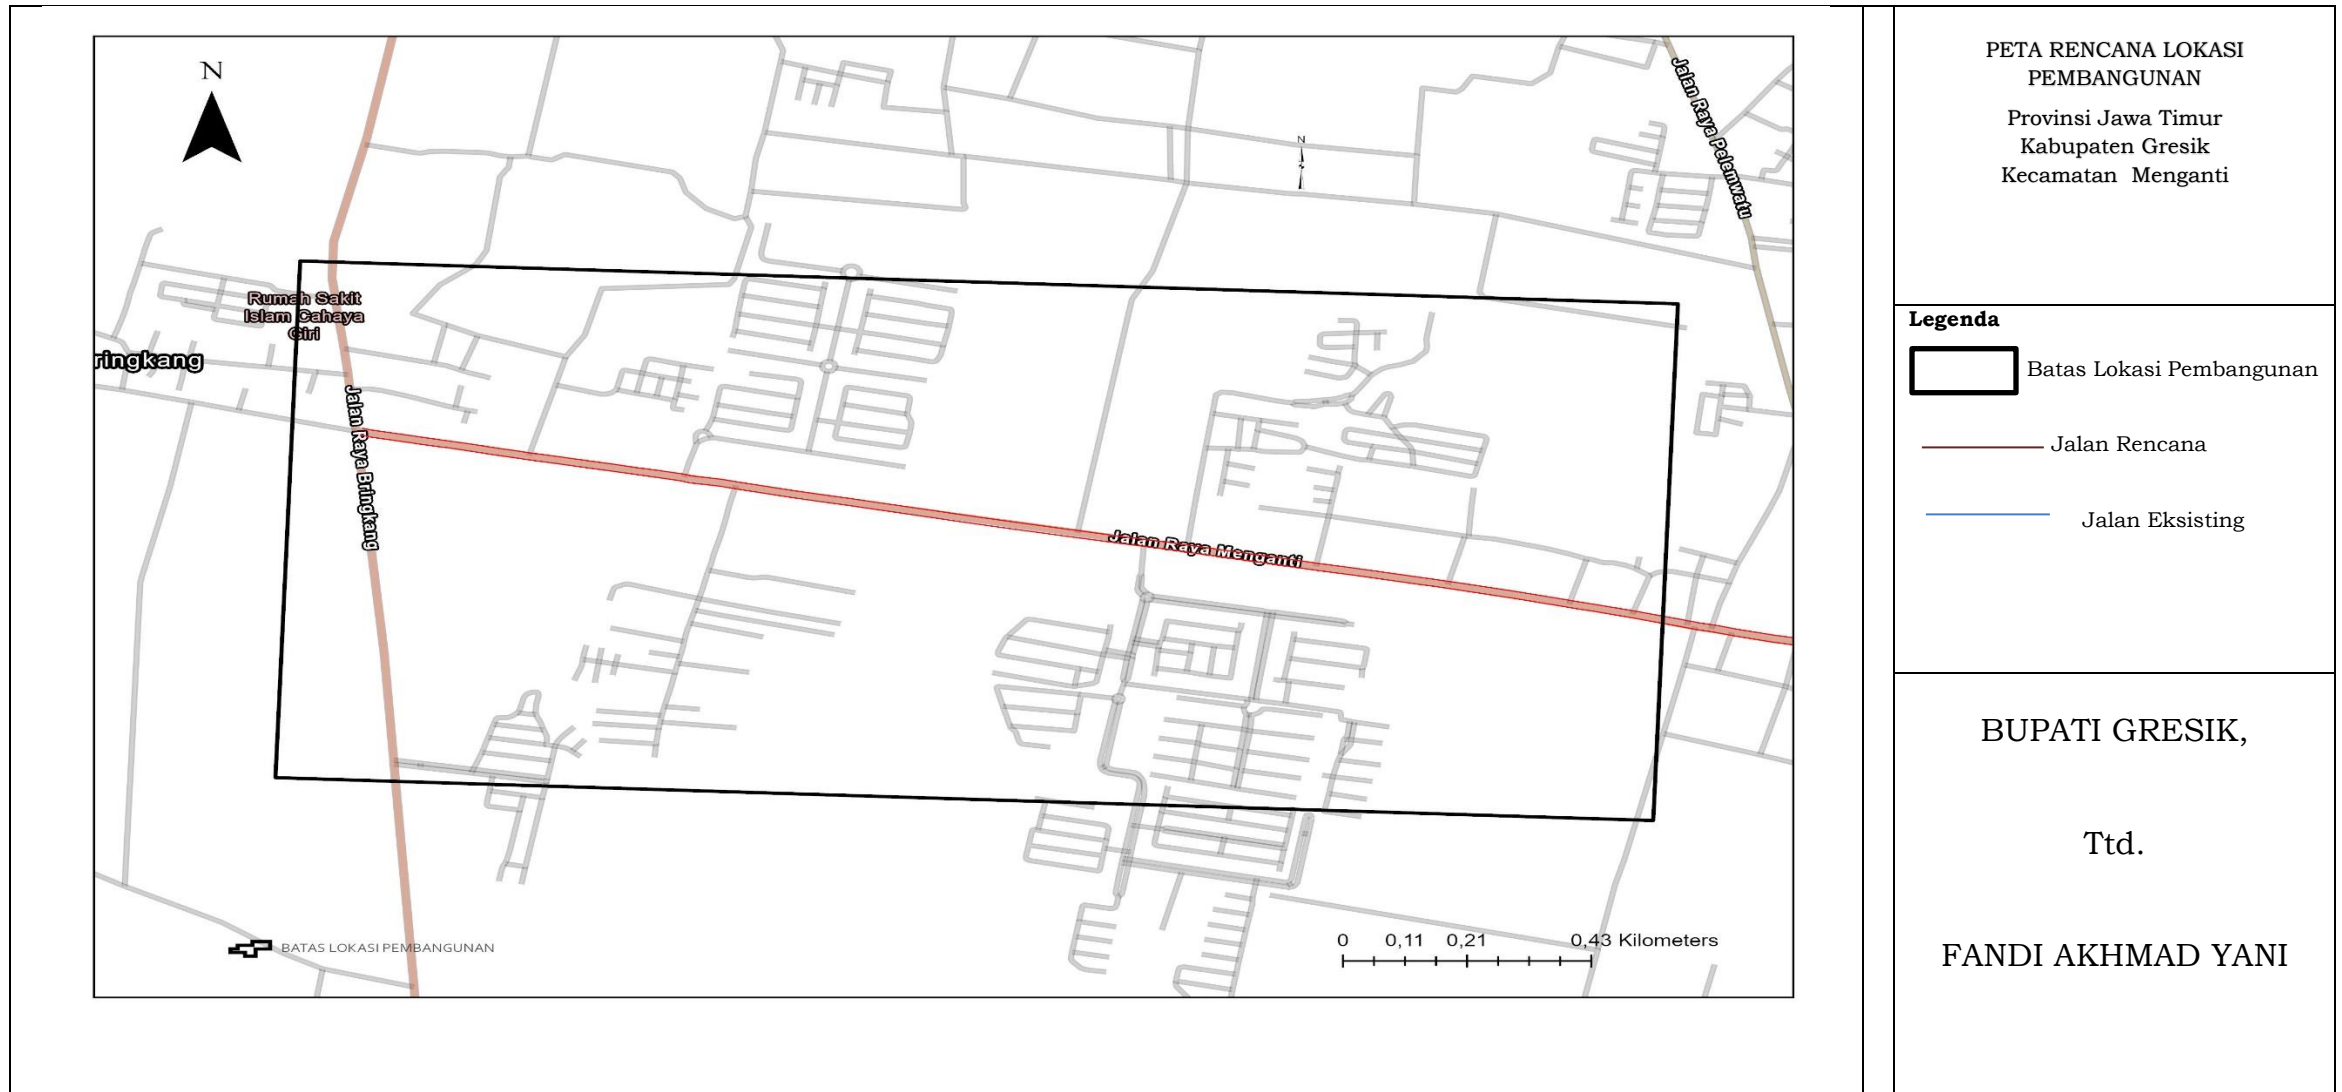 N
N
Jalan Raya Pelemwatu
Rumah Sakit
Islam Cahaya
Giri
ringkang
Jalan Raya Bringkang
Jalan Raya Menganti
BATAS LOKASI PEMBANGUNAN
0 0,11 0,21 0,43 Kilometers
PETA RENCANA LOKASI
PEMBANGUNAN
Provinsi Jawa Timur
Kabupaten Gresik
Kecamatan Menganti
Legenda
Batas Lokasi Pembangunan
Jalan Rencana
Jalan Eksisting
BUPATI GRESIK,
Ttd.
FANDI AKHMAD YANI